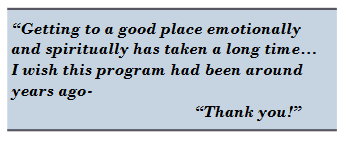 “Getting to a good place emotionally
and spiritually has taken a long time…
I wish this program had been around
years ago-
“Thank you!”